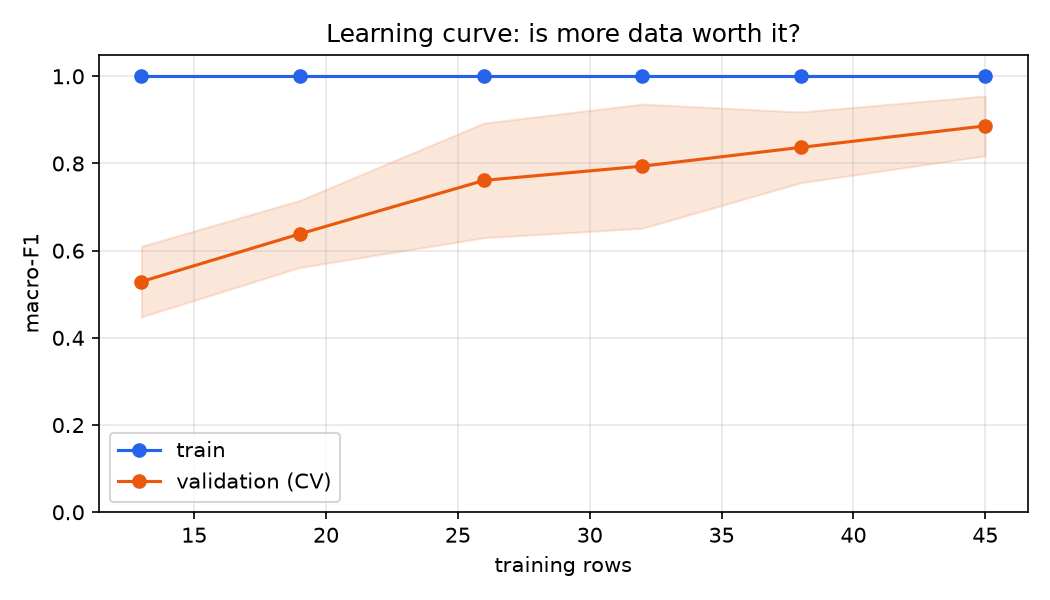 Learning curve: is more data worth it?
macro-F1
1.0
0.8
0.6
0.4
0.2
0.0
train
validation (CV)
15 20 25 30 35 40 45
training rows